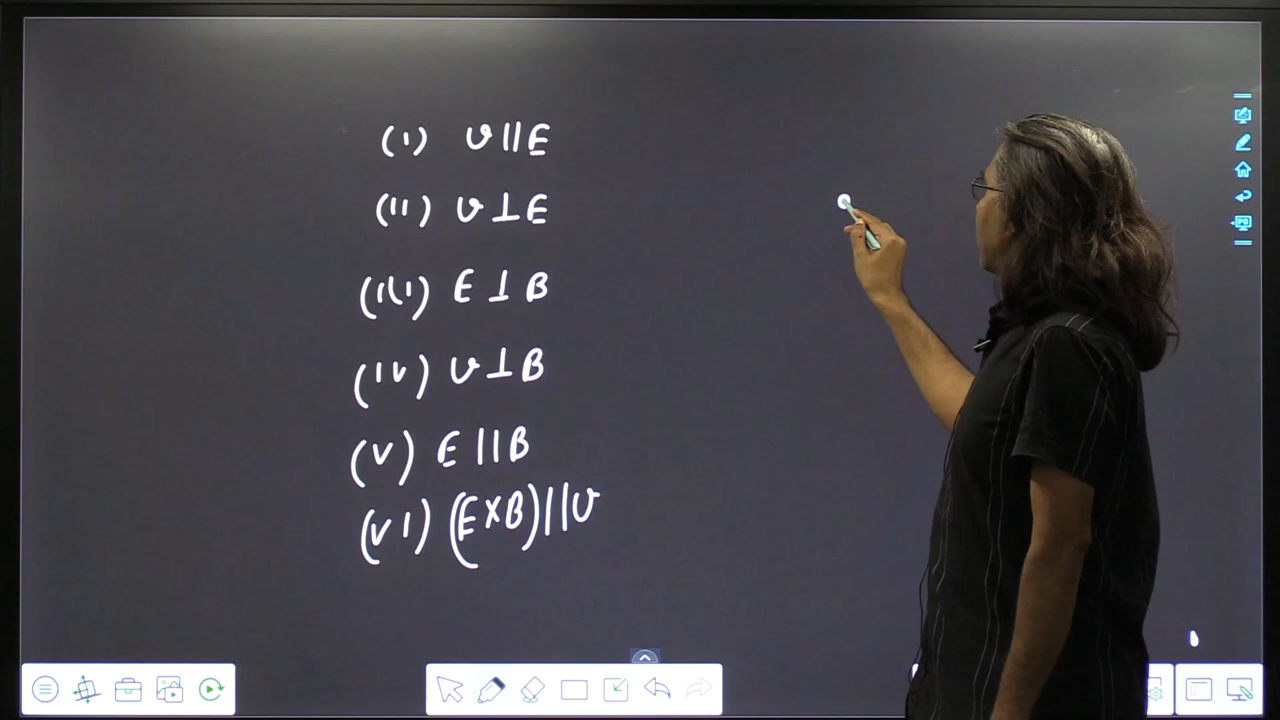 (i) v || E
(ii) v ⊥ E
(iii) E ⊥ B
(iv) v ⊥ B
(v) E || B
(vi) (E × B) || v